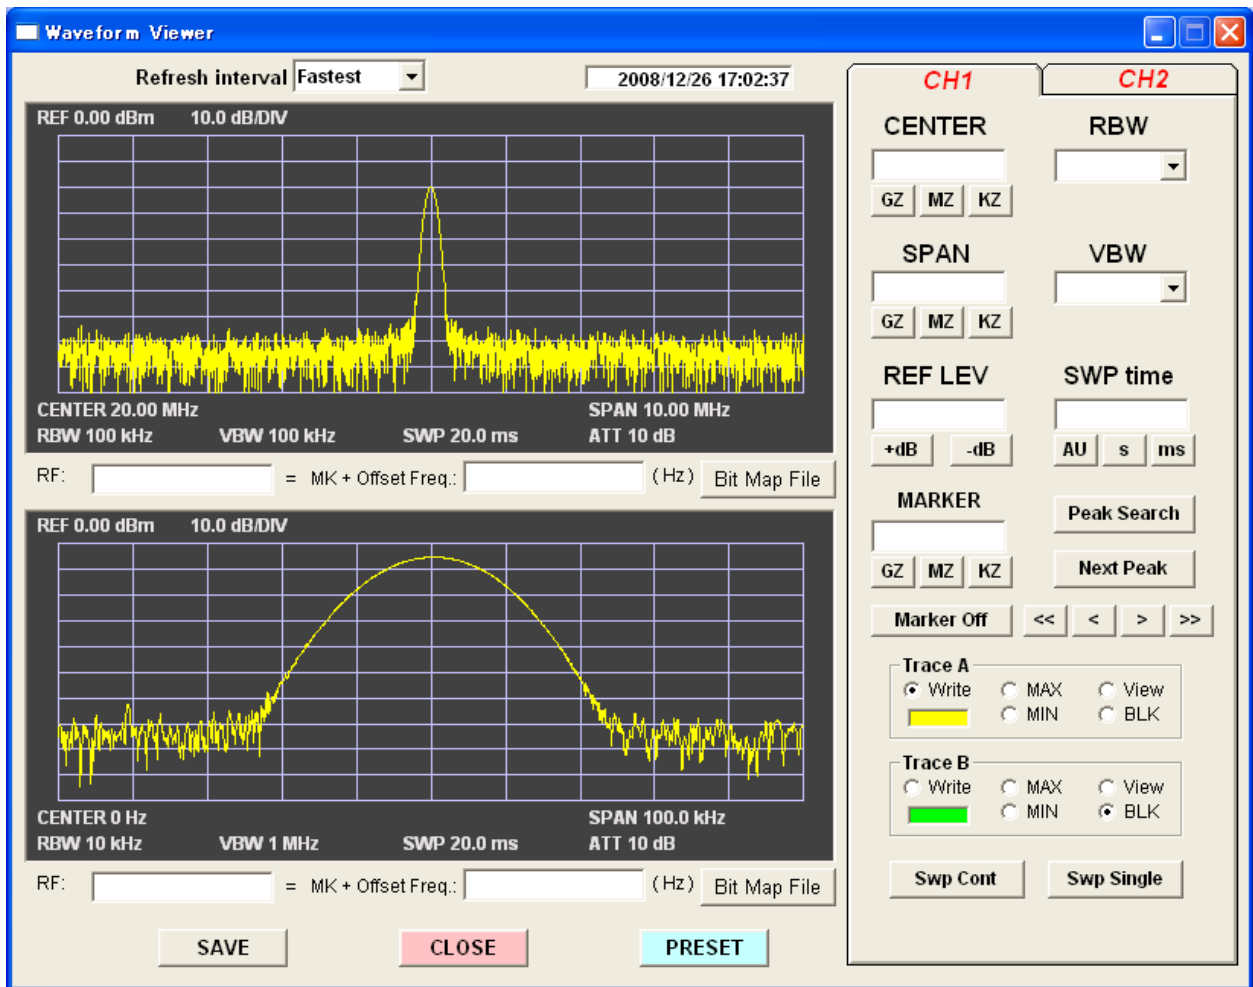 Waveform Viewer
Refresh interval Fastest
2008/12/26 17:02:37
REF 0.00 dBm 10.0 dB/DIV
CENTER 20.00 MHz SPAN 10.00 MHz
RBW 100 kHz VBW 100 kHz SWP 20.0 ms ATT 10 dB
RF: = MK + Offset Freq.: (Hz) Bit Map File
REF 0.00 dBm 10.0 dB/DIV
CENTER 0 Hz SPAN 100.0 kHz
RBW 10 kHz VBW 1 MHz SWP 20.0 ms ATT 10 dB
RF: = MK + Offset Freq.: (Hz) Bit Map File
SAVE CLOSE PRESET
CH1 CH2
CENTER RBW
GZ MZ KZ
SPAN VBW
GZ MZ KZ
REF LEV SWP time
+dB -dB AU s ms
MARKER Peak Search
GZ MZ KZ Next Peak
Marker Off << < > >>
Trace A
Write MAX View
MIN BLK
Trace B
Write MAX View
MIN BLK
Swp Cont Swp Single